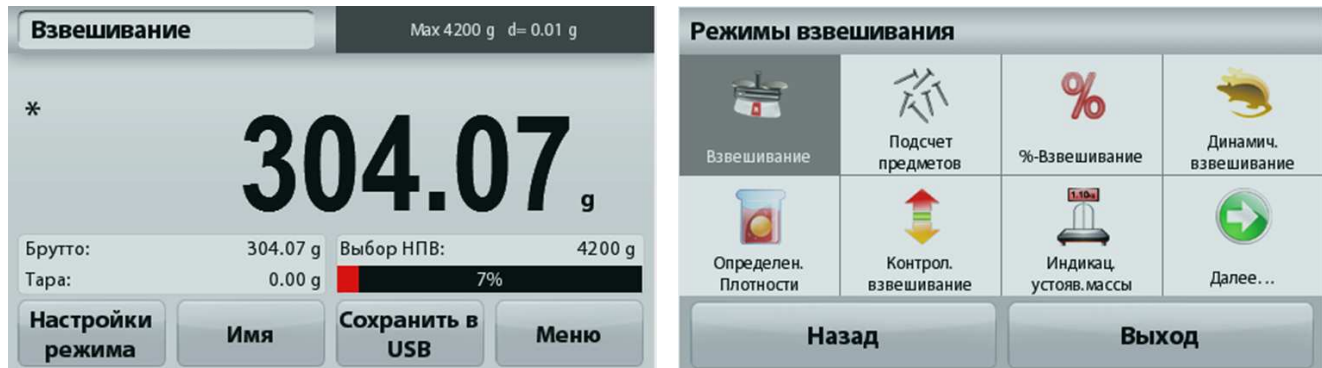 Взвешивание
Max 4200 g d= 0.01 g
*
304.07 g
Брутто: 304.07 g
Тара: 0.00 g
Выбор НПВ: 4200 g
7%
Настройки
режима
Имя
Сохранить в
USB
Меню
Режимы взвешивания
Взвешивание
Подсчет
предметов
%-Взвешивание
Динамич.
взвешивание
Определен.
Плотности
Контрол.
взвешивание
1.10kg
Индикац.
устояв.массы
Далее...
Назад
Выход